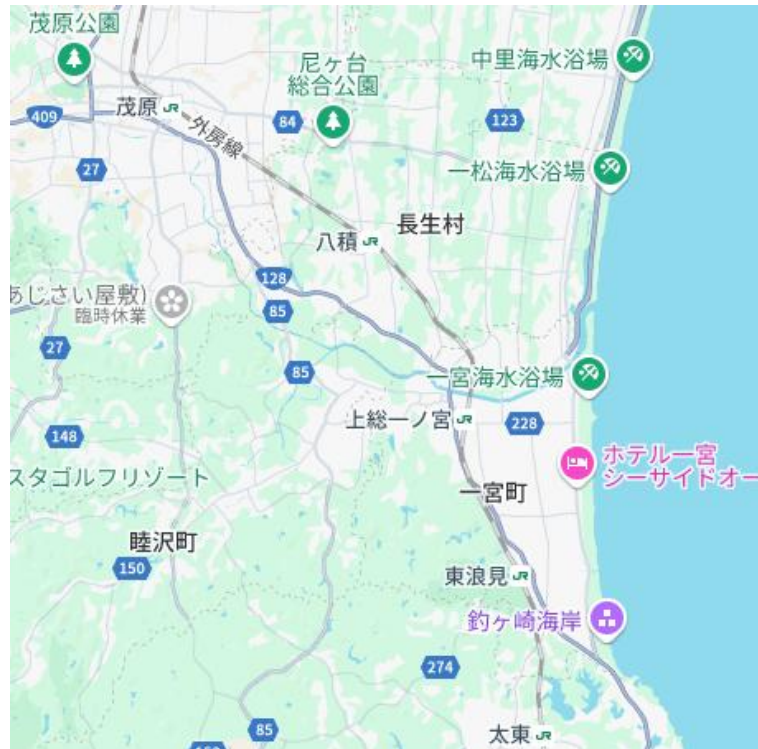 茂原公園
中里海水浴場
尼ヶ台
総合公園
409
茂原 JR
84
外房線
123
27
一松海水浴場
長生村
八積 JR
128
あじさい屋敷)
臨時休業
85
27
85
一宮海水浴場
上総一ノ宮 JR
228
148
ホテル一宮
シーサイドオー
スタゴルフリゾート
一宮町
睦沢町
150
東浪見 JR
釣ヶ崎海岸
274
85
太東 JR